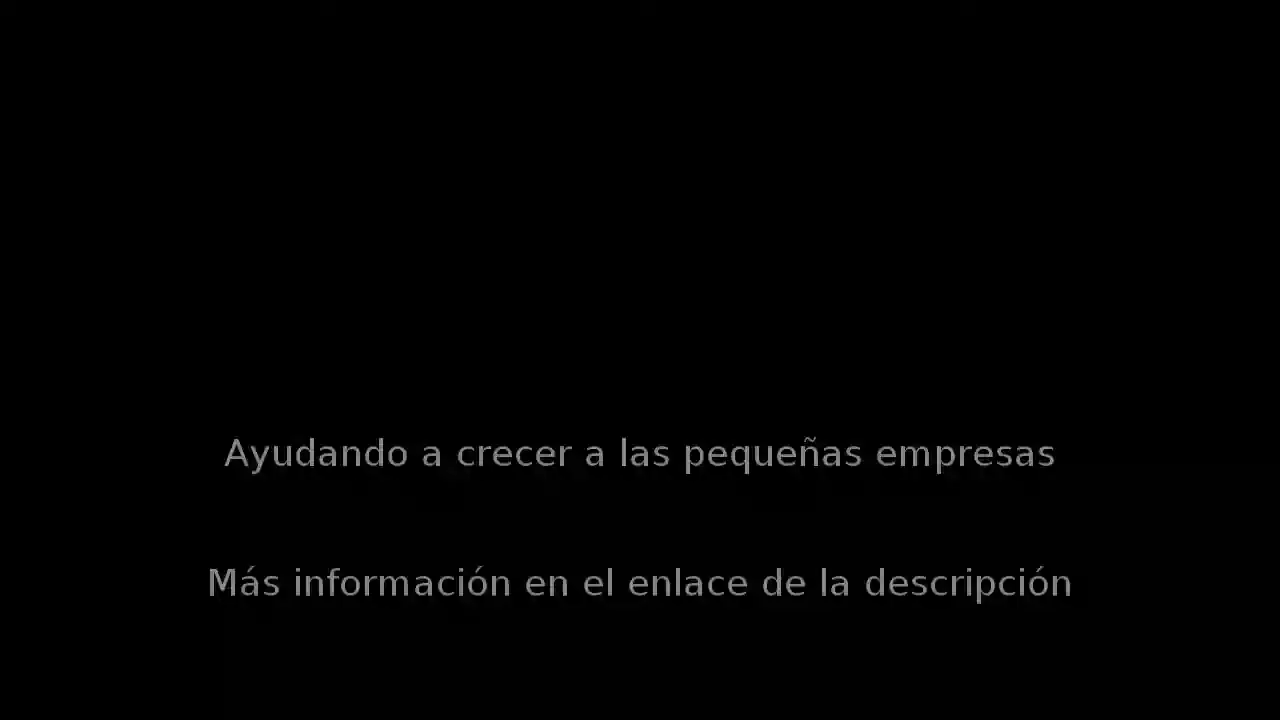 Ayudando a crecer a las pequeñas empresas
Más información en el enlace de la descripción